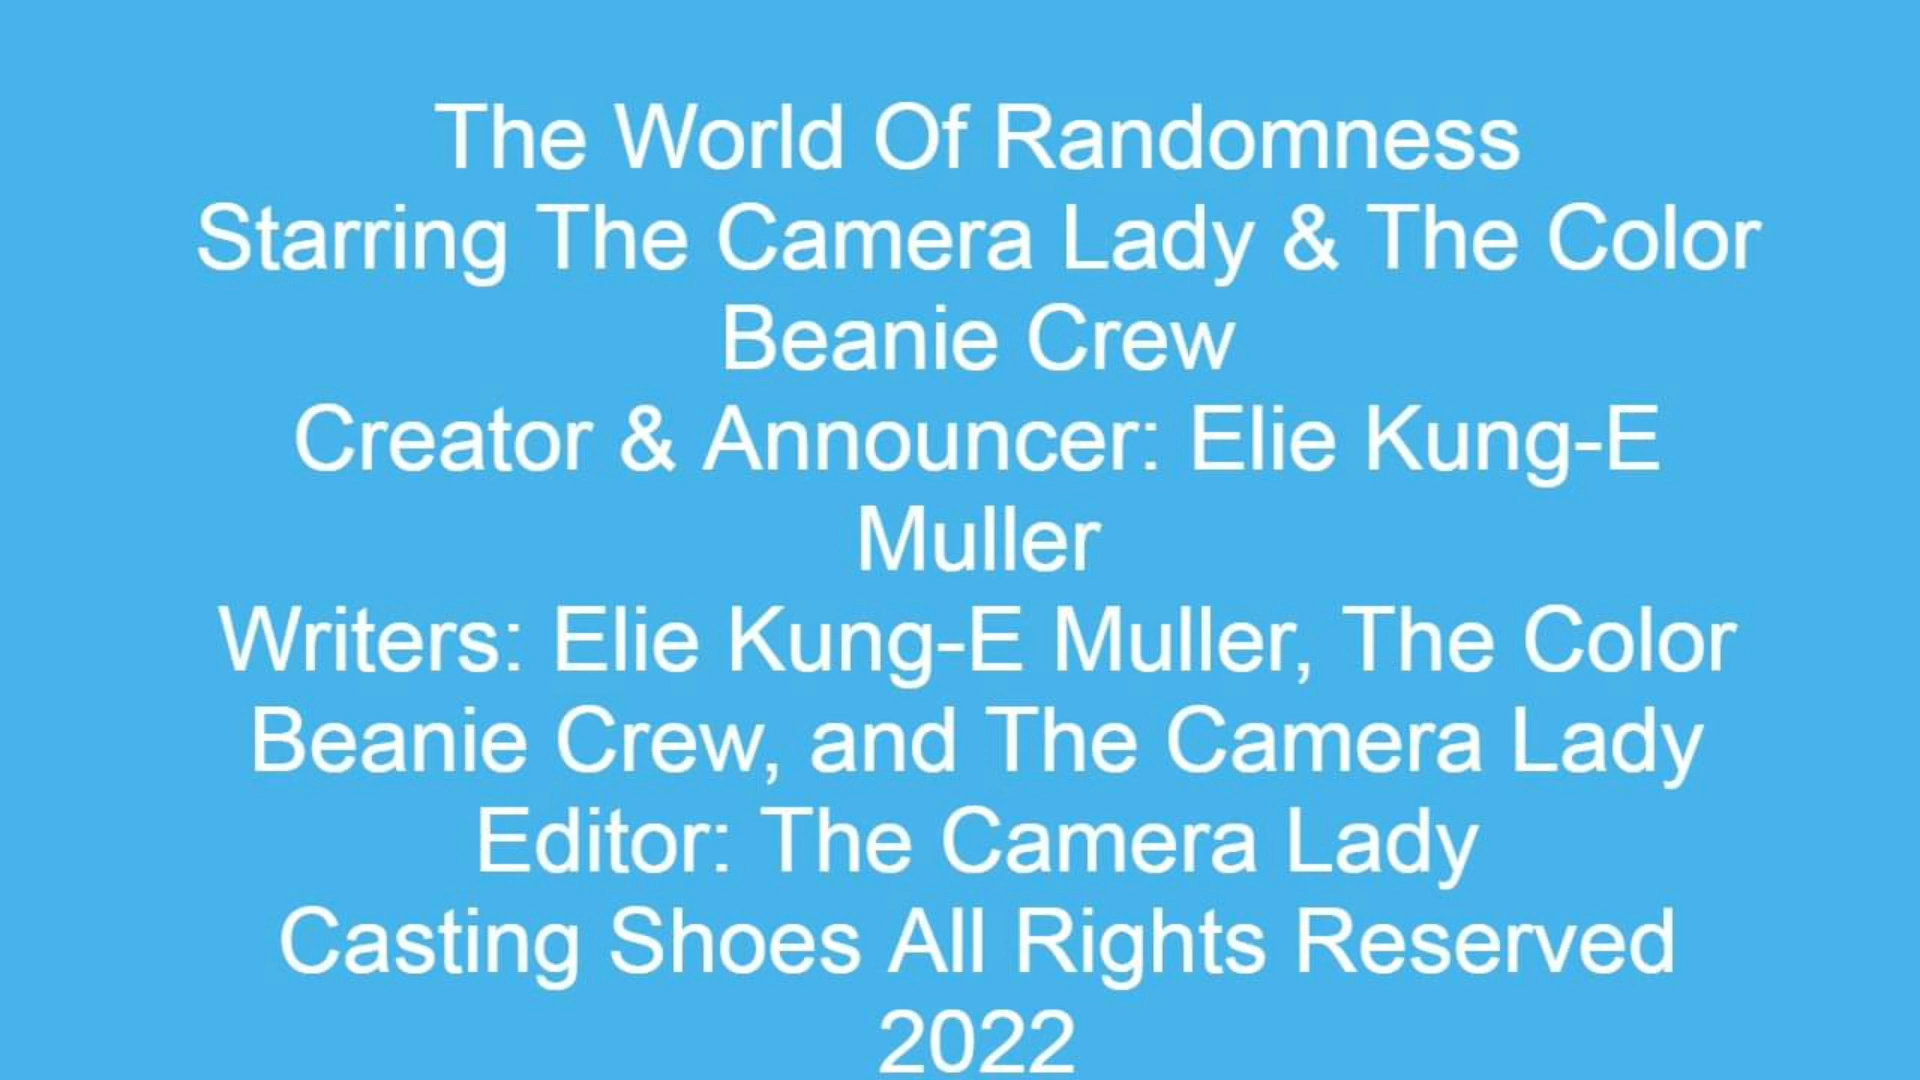 The World Of Randomness
Starring The Camera Lady & The Color
Beanie Crew
Creator & Announcer: Elie Kung-E
Muller
Writers: Elie Kung-E Muller, The Color
Beanie Crew, and The Camera Lady
Editor: The Camera Lady
Casting Shoes All Rights Reserved
2022